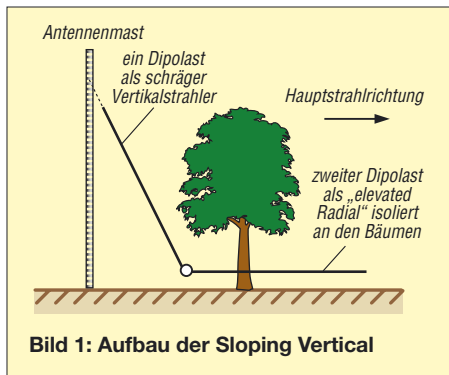 Antennenmast
ein Dipolast
als schräger
Vertikalstrahler
Hauptstrahlrichtung
zweiter Dipolast
als „elevated
Radial“ isoliert
an den Bäumen
Bild 1: Aufbau der Sloping Vertical